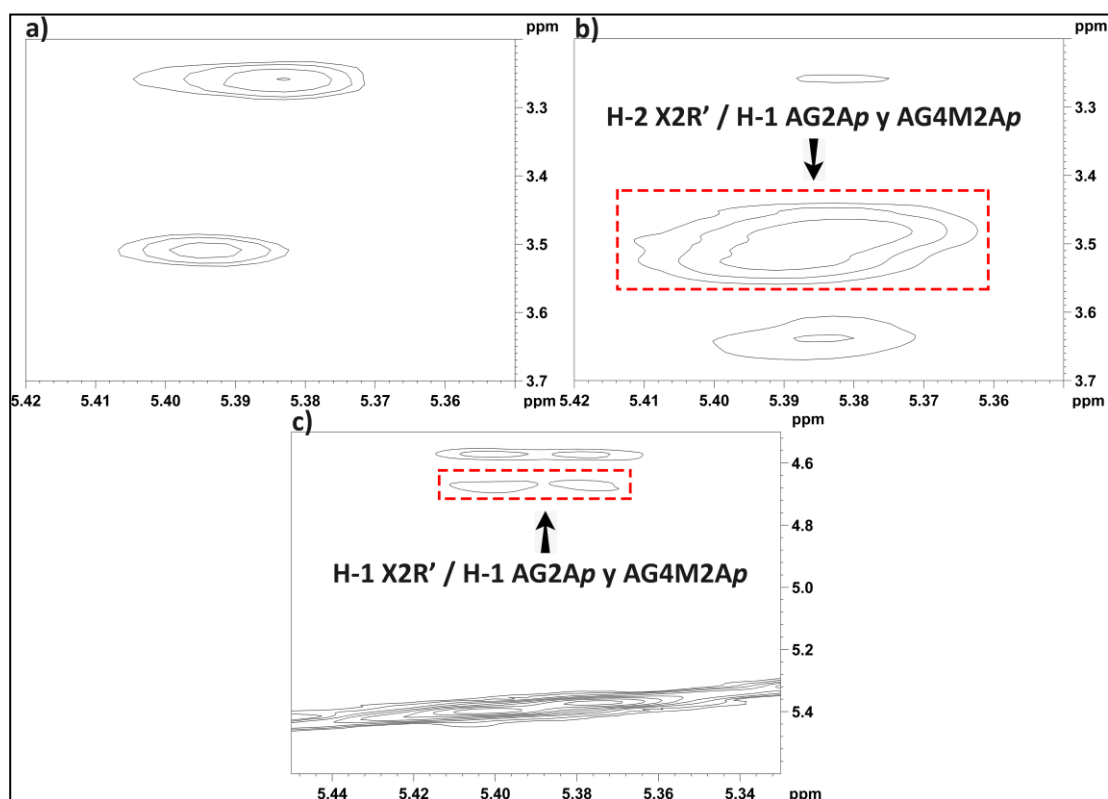 a)
ppm
3.3
3.4
3.5
3.6
3.7
5.42 5.41 5.40 5.39 5.38 5.37 5.36 ppm
b)
ppm
H-2 X2R’ / H-1 AG2Ap y AG4M2Ap
3.3
3.4
3.5
3.6
3.7
5.42 5.41 5.40 5.39 5.38 5.37 5.36 ppm
c)
ppm
4.6
4.8
H-1 X2R’ / H-1 AG2Ap y AG4M2Ap
5.0
5.2
5.4
5.44 5.42 5.40 5.38 5.36 5.34 ppm